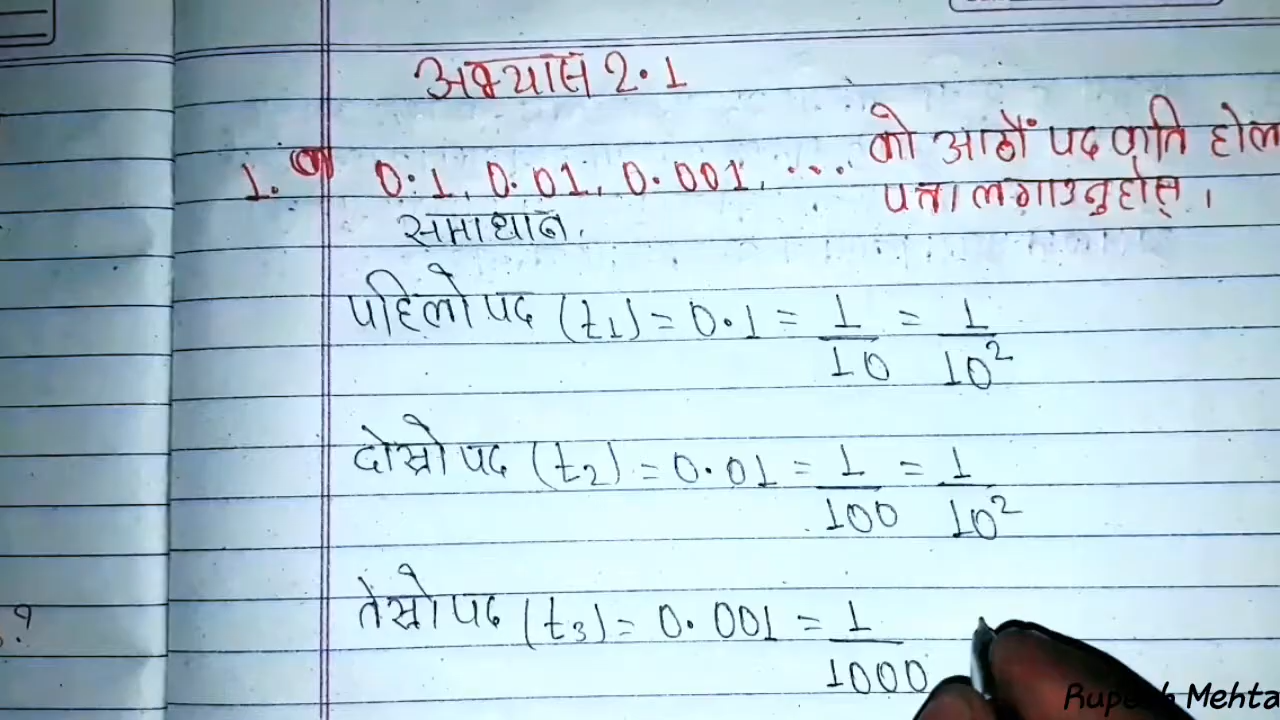 अभ्यास 2.1
1. क 0.1, 0.01, 0.001, ... को आठौं पद कति होल
पत्ता लगाउनुहोस् ।
समाधान.
पहिलो पद (t1) = 0.1 = 1/10 = 1/10²
दोस्रो पद (t2) = 0.01 = 1/100 = 1/10²
तेस्रो पद (t3) = 0.001 = 1/1000
?
Rupesh Mehta